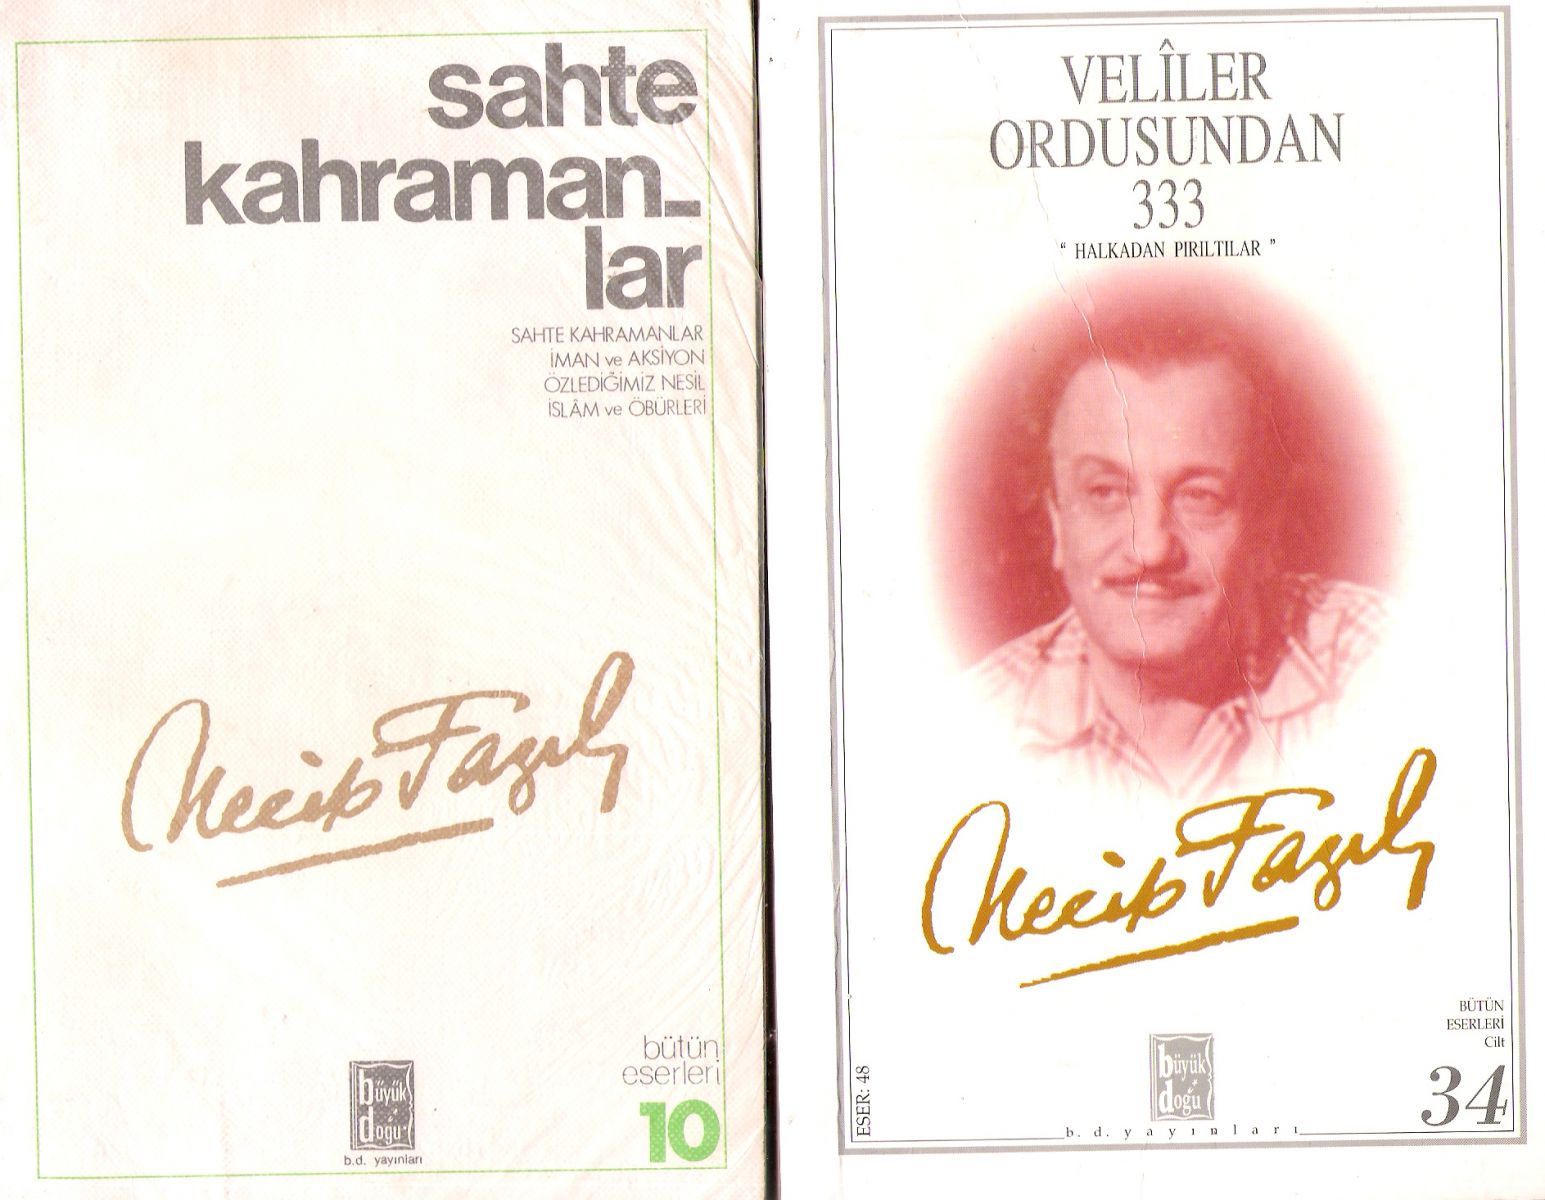 sahte
kahraman_
lar
SAHTE KAHRAMANLAR
İMAN ve AKSİYON
ÖZLEDİĞİMİZ NESİL
İSLÂM ve ÖBÜRLERİ
Necip Fazıl
bütün
eserleri
10
büyük
doğu
b.d. yayınları
VELÎLER
ORDUSUNDAN
333
“ HALKADAN PIRILTILAR ”
Necip Fazıl
BÜTÜN
ESERLERİ
Cilt
34
ESER: 48
büyük
doğu
b. d. yayınları